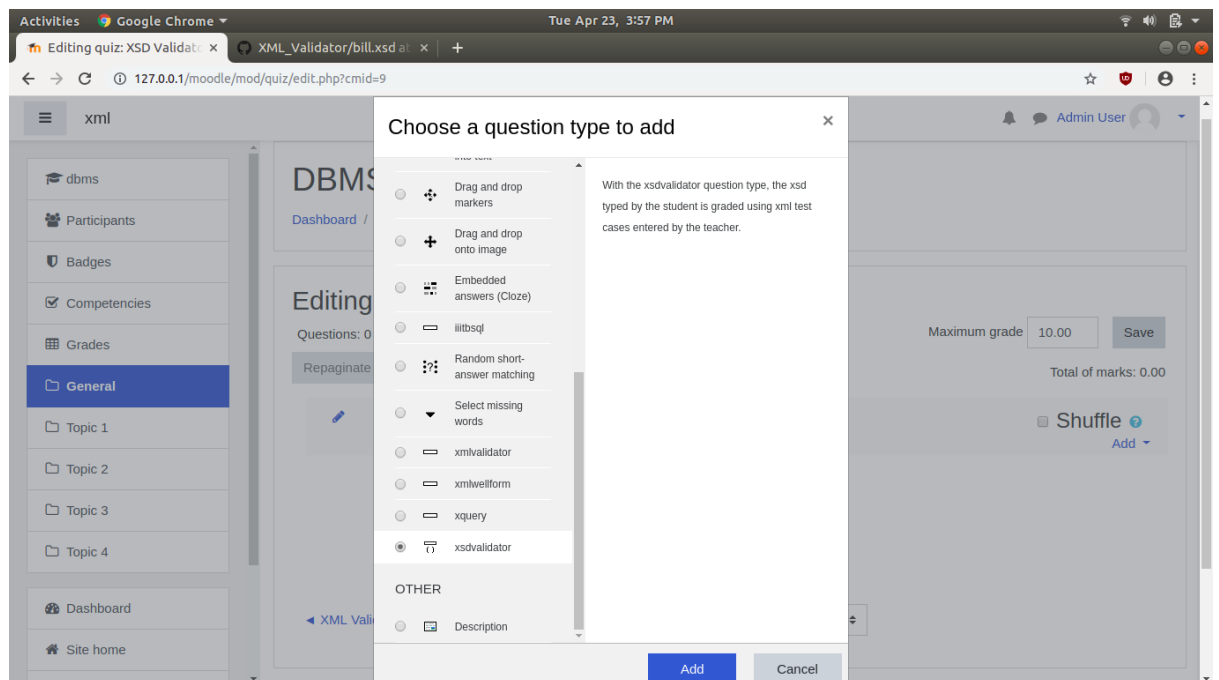 Activities Google Chrome Tue Apr 23, 3:57 PM
Editing quiz: XSD Validato XML_Validator/bill.xsd at
127.0.0.1/moodle/mod/quiz/edit.php?cmid=9
xml
Admin User
dbms
Participants
Badges
Competencies
Grades
General
Topic 1
Topic 2
Topic 3
Topic 4
Dashboard
Site home
DBMS
Dashboard /
Editing
Questions: 0
Repaginate
Maximum grade 10.00 Save
Total of marks: 0.00
Shuffle
Add
◄ XML Vali
Choose a question type to add
into text
Drag and drop
markers
Drag and drop
onto image
Embedded
answers (Cloze)
iiitbsql
Random short-
answer matching
Select missing
words
xmlvalidator
xmlwellform
xquery
xsdvalidator
OTHER
Description
With the xsdvalidator question type, the xsd
typed by the student is graded using xml test
cases entered by the teacher.
Add Cancel